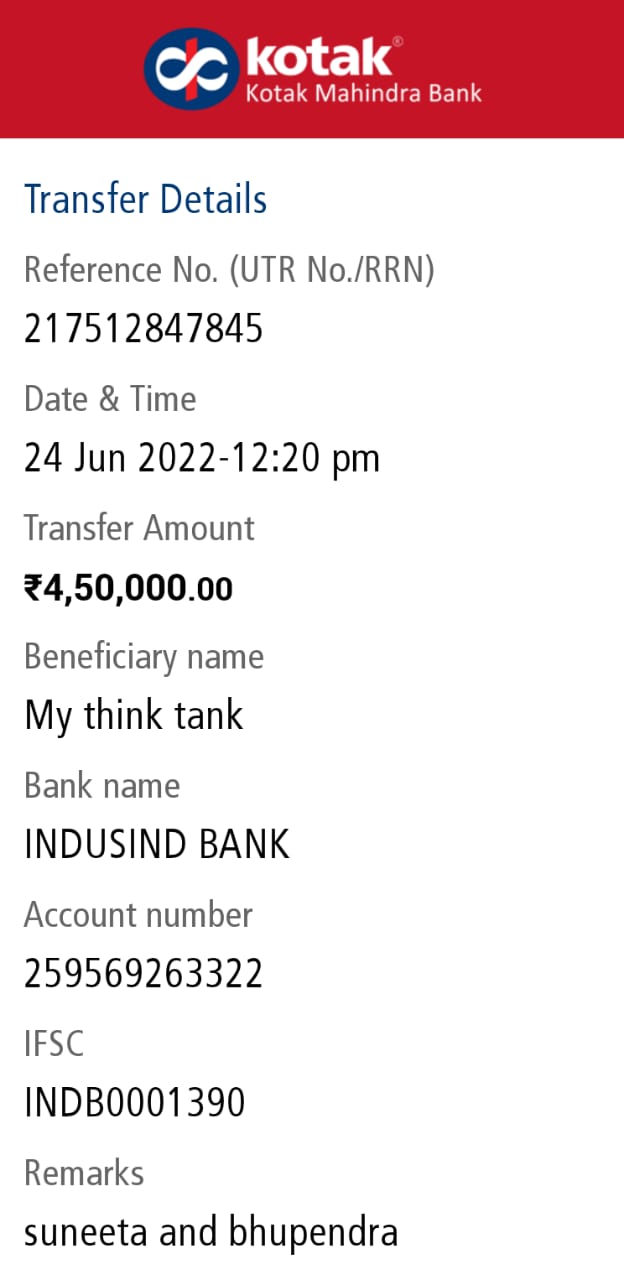 kotak®
Kotak Mahindra Bank
Transfer Details
Reference No. (UTR No./RRN)
217512847845
Date & Time
24 Jun 2022-12:20 pm
Transfer Amount
₹4,50,000.00
Beneficiary name
My think tank
Bank name
INDUSIND BANK
Account number
259569263322
IFSC
INDB0001390
Remarks
suneeta and bhupendra